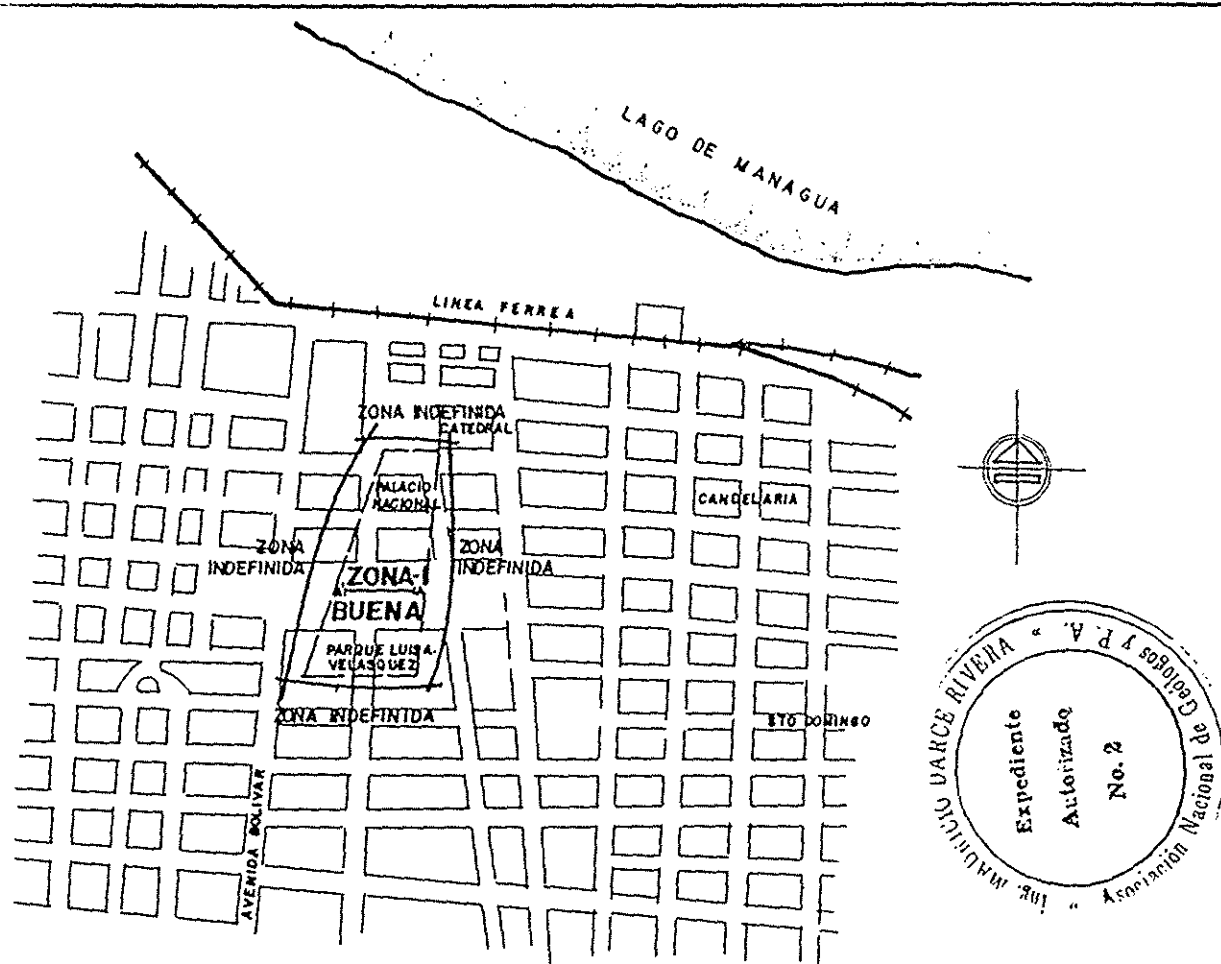 LAGO DE MANAGUA
LINEA FERREA
ZONA INDEFINIDA
CATEDRAL
PALACIO
NACIONAL
CANDELARIA
ZONA
INDEFINIDA
ZONA
INDEFINIDA
ZONA-I
BUENA
PARQUE LUIS A.
VELASQUEZ
ZONA INDEFINIDA
STO DOMINGO
AVENIDA BOLIVAR
Ing. MAURICIO DARCE RIVERA
Asociación Nacional de Geólogos y P. A.
Expediente
Autorizado
No. 2